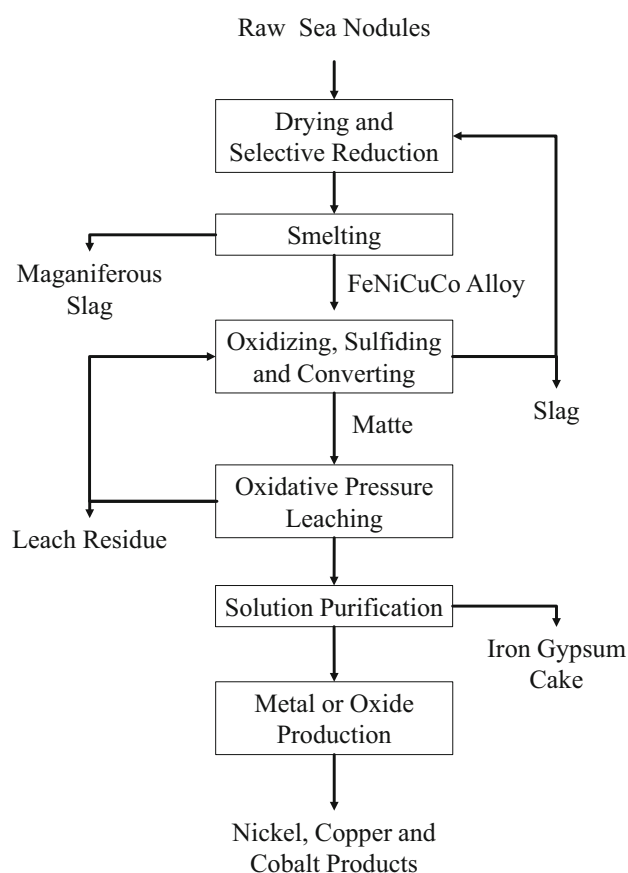 Raw Sea Nodules
Drying and
Selective Reduction
Smelting
Maganiferous
Slag
FeNiCuCo Alloy
Oxidizing, Sulfiding
and Converting
Slag
Matte
Oxidative Pressure
Leaching
Leach Residue
Solution Purification
Iron Gypsum
Cake
Metal or Oxide
Production
Nickel, Copper and
Cobalt Products